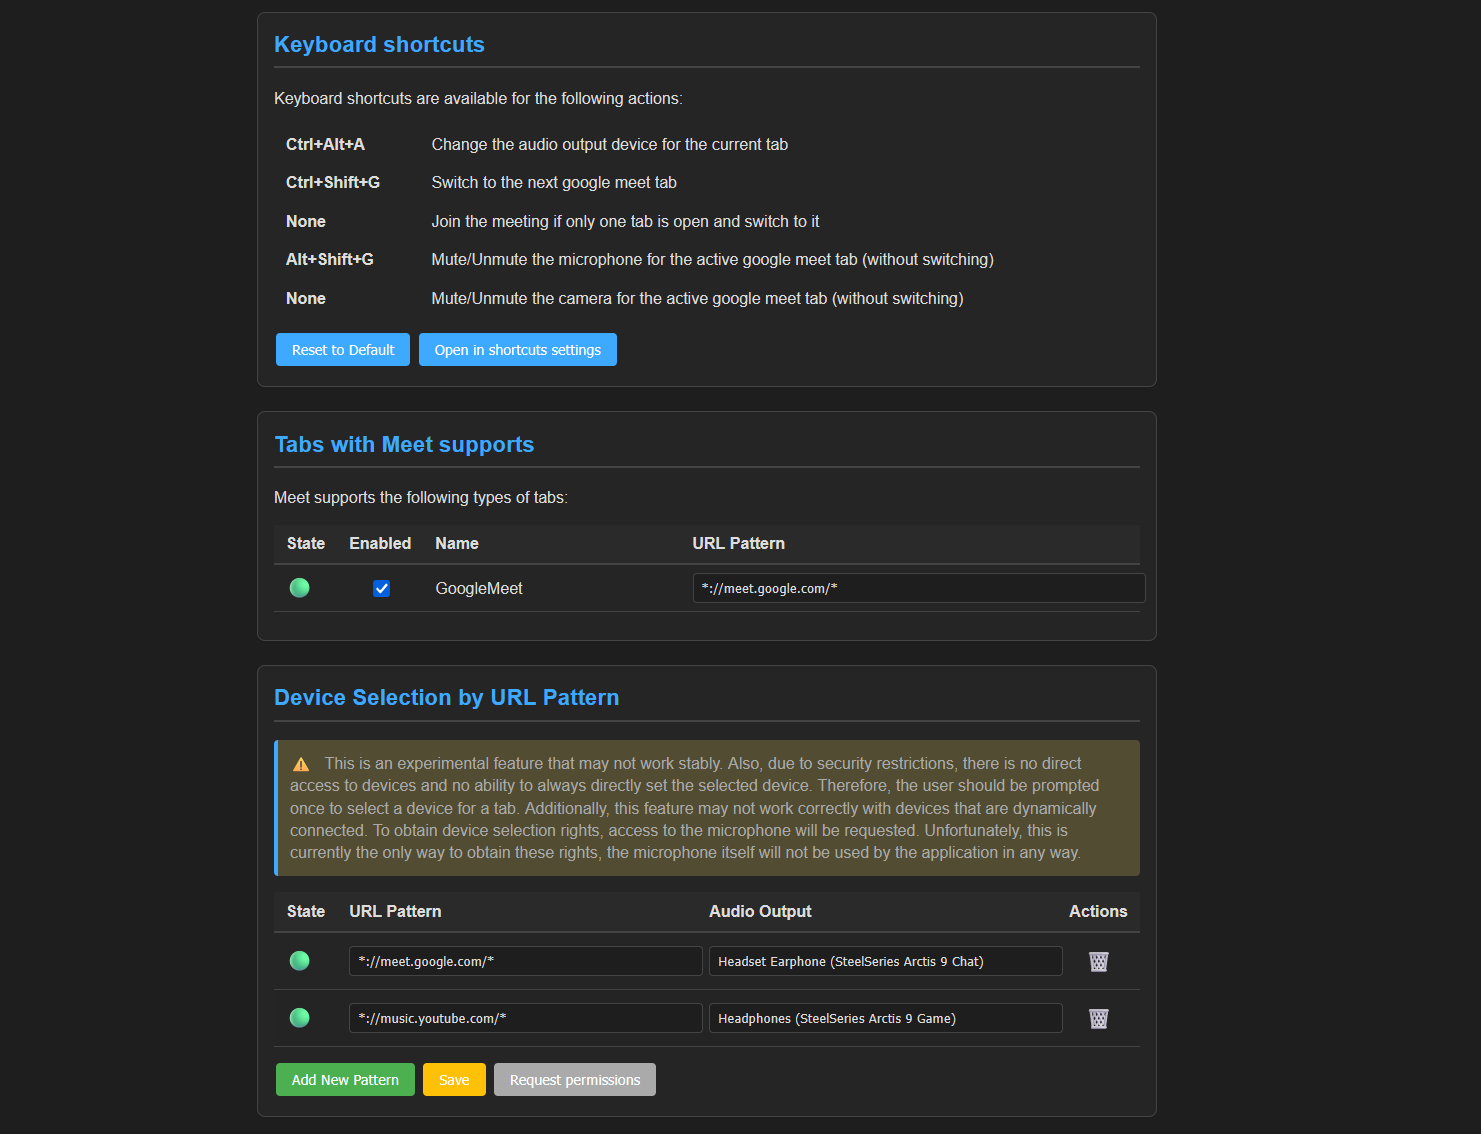 Keyboard shortcuts
Keyboard shortcuts are available for the following actions:
Ctrl+Alt+A Change the audio output device for the current tab
Ctrl+Shift+G Switch to the next google meet tab
None Join the meeting if only one tab is open and switch to it
Alt+Shift+G Mute/Unmute the microphone for the active google meet tab (without switching)
None Mute/Unmute the camera for the active google meet tab (without switching)
Reset to Default Open in shortcuts settings
Tabs with Meet supports
Meet supports the following types of tabs:
State Enabled Name URL Pattern
GoogleMeet *://meet.google.com/*
Device Selection by URL Pattern
This is an experimental feature that may not work stably. Also, due to security restrictions, there is no direct
access to devices and no ability to always directly set the selected device. Therefore, the user should be prompted
once to select a device for a tab. Additionally, this feature may not work correctly with devices that are dynamically
connected. To obtain device selection rights, access to the microphone will be requested. Unfortunately, this is
currently the only way to obtain these rights, the microphone itself will not be used by the application in any way.
State URL Pattern Audio Output Actions
*://meet.google.com/* Headset Earphone (SteelSeries Arctis 9 Chat)
*://music.youtube.com/* Headphones (SteelSeries Arctis 9 Game)
Add New Pattern Save Request permissions